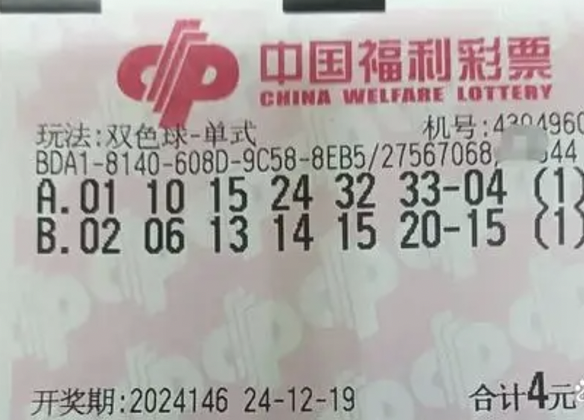 中国福利彩票
CHINA WELFARE LOTTERY
玩法:双色球-单式 机号:4304960
BDA1-8140-608D-9C58-8EB5/27567068, 544
A.01 10 15 24 32 33-04 (1)
B.02 06 13 14 15 20-15 (1)
开奖期:2024146 24-12-19 合计4元